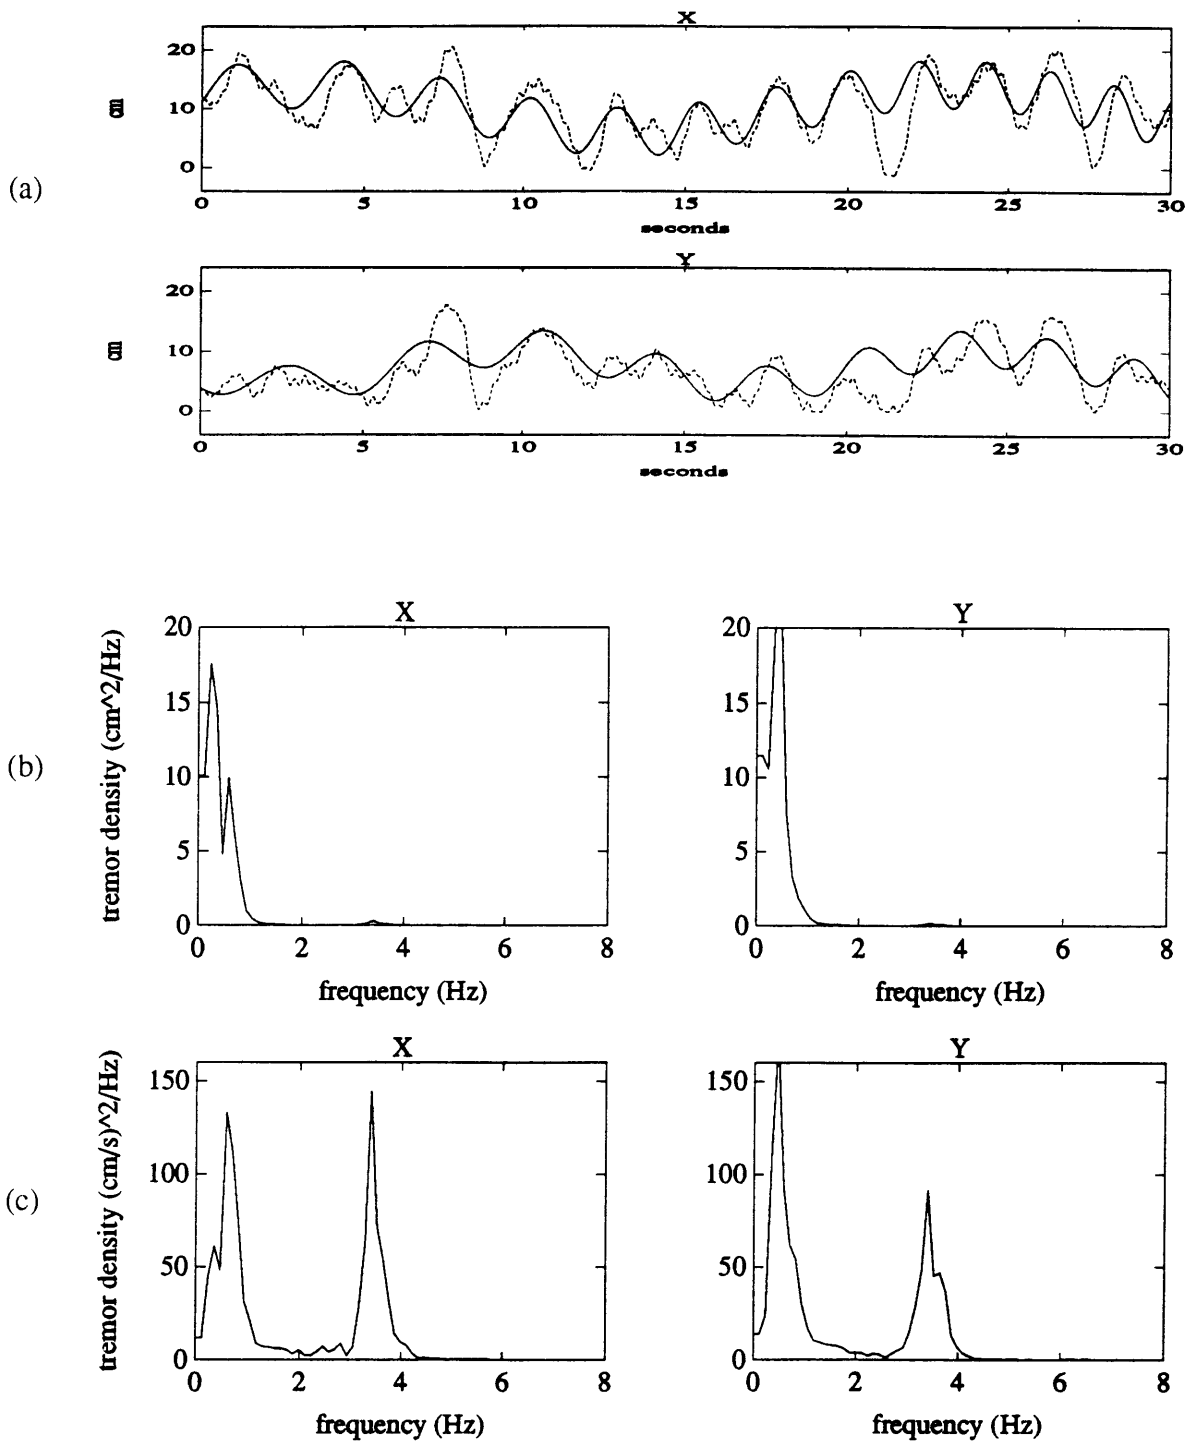 X
20
10
0
cm
(a)
0 5 10 15 20 25 30
seconds
Y
20
10
0
cm
0 5 10 15 20 25 30
seconds
(b)
X
tremor density (cm^2/Hz)
20
15
10
5
0
0 2 4 6 8
frequency (Hz)
Y
20
15
10
5
0
0 2 4 6 8
frequency (Hz)
(c)
X
tremor density (cm/s)^2/Hz)
150
100
50
0
0 2 4 6 8
frequency (Hz)
Y
150
100
50
0
0 2 4 6 8
frequency (Hz)